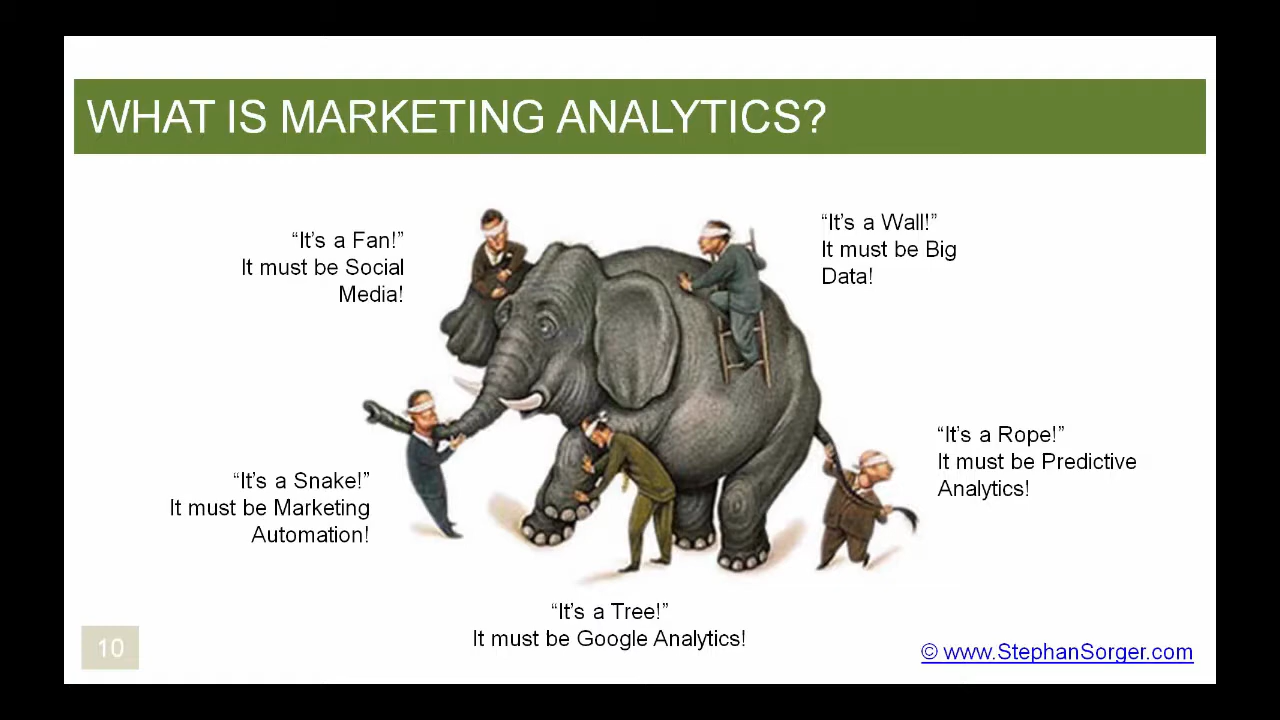 WHAT IS MARKETING ANALYTICS?
“It’s a Fan!”
It must be Social
Media!
“It’s a Wall!”
It must be Big
Data!
“It’s a Rope!”
It must be Predictive
Analytics!
“It’s a Snake!”
It must be Marketing
Automation!
“It’s a Tree!”
It must be Google Analytics!
10
© www.StephanSorger.com